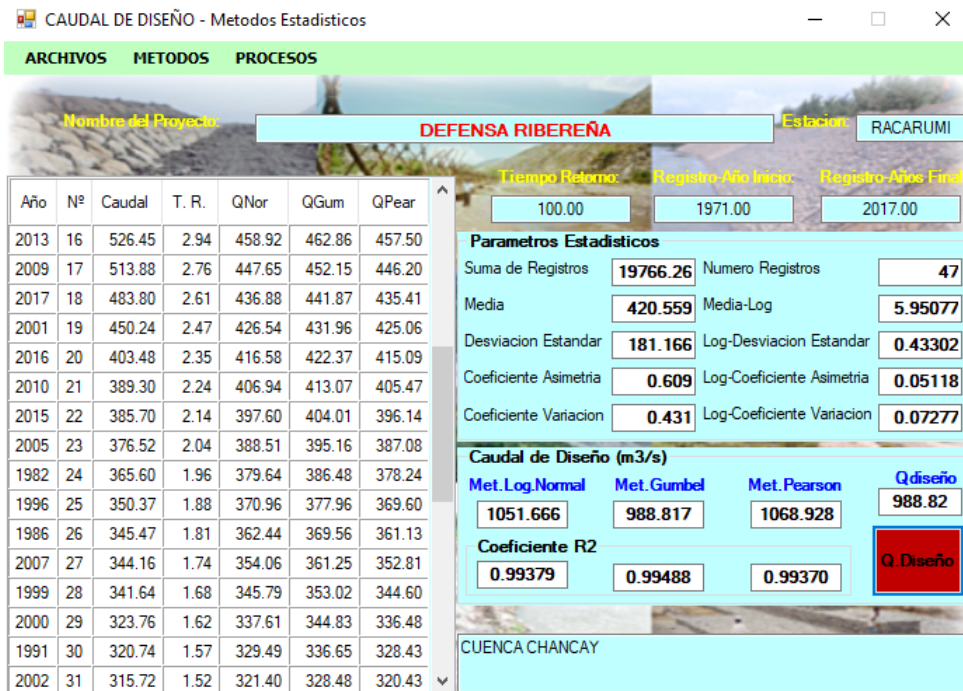 CAUDAL DE DISEÑO - Metodos Estadisticos
ARCHIVOS METODOS PROCESOS
Nombre del Proyecto: DEFENSA RIBEREÑA Estacion: RACARUMI
Tiempo Retorno: Registro-Año Inicio: Registro-Años Final
100.00 1971.00 2017.00
Año Nº Caudal T. R. QNor QGum QPear
2013 16 526.45 2.94 458.92 462.86 457.50
2009 17 513.88 2.76 447.65 452.15 446.20
2017 18 483.80 2.61 436.88 441.87 435.41
2001 19 450.24 2.47 426.54 431.96 425.06
2016 20 403.48 2.35 416.58 422.37 415.09
2010 21 389.30 2.24 406.94 413.07 405.47
2015 22 385.70 2.14 397.60 404.01 396.14
2005 23 376.52 2.04 388.51 395.16 387.08
1982 24 365.60 1.96 379.64 386.48 378.24
1996 25 350.37 1.88 370.96 377.96 369.60
1986 26 345.47 1.81 362.44 369.56 361.13
2007 27 344.16 1.74 354.06 361.25 352.81
1999 28 341.64 1.68 345.79 353.02 344.60
2000 29 323.76 1.62 337.61 344.83 336.48
1991 30 320.74 1.57 329.49 336.65 328.43
2002 31 315.72 1.52 321.40 328.48 320.43
Parametros Estadisticos
Suma de Registros 19766.26 Numero Registros 47
Media 420.559 Media-Log 5.95077
Desviacion Estandar 181.166 Log-Desviacion Estandar 0.43302
Coeficiente Asimetria 0.609 Log-Coeficiente Asimetria 0.05118
Coeficiente Variacion 0.431 Log-Coeficiente Variacion 0.07277
Caudal de Diseño (m3/s)
Met.Log.Normal Met.Gumbel Met.Pearson Qdiseño
1051.666 988.817 1068.928 988.82
Coeficiente R2
0.99379 0.99488 0.99370
Q.Diseño
CUENCA CHANCAY